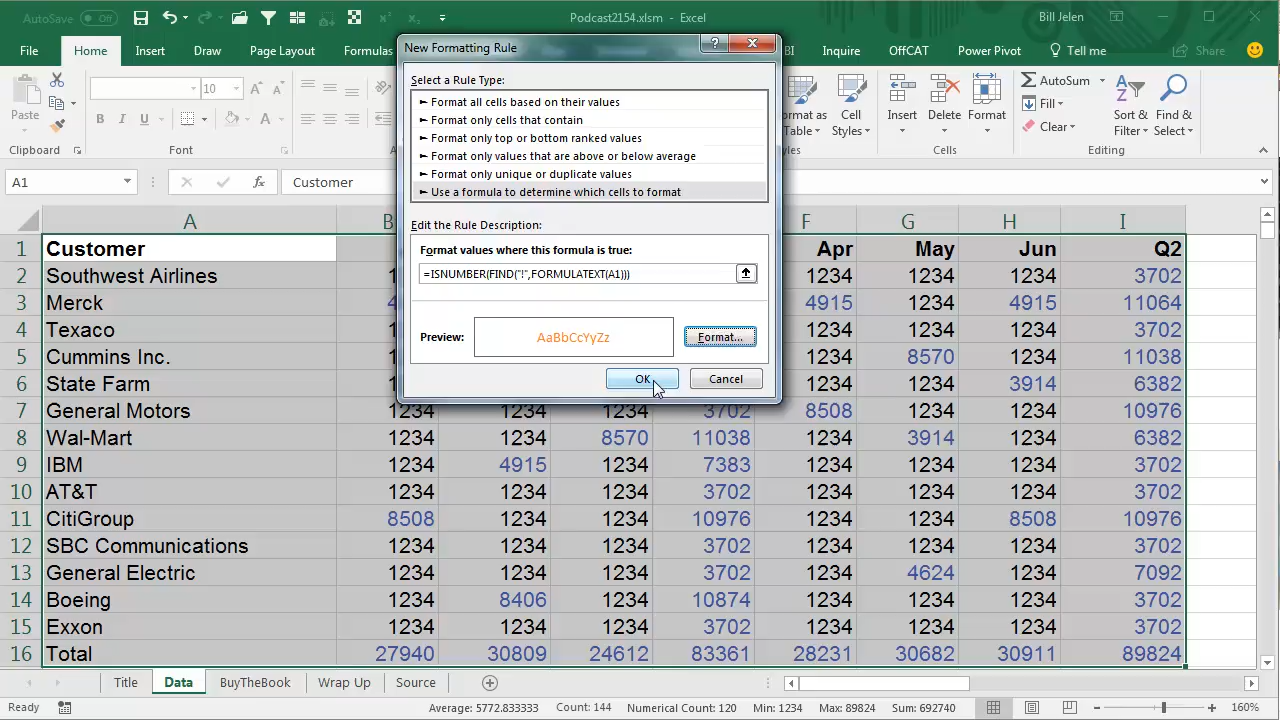 AutoSave Off Podcast2154.xlsm - Excel Bill Jelen
File Home Insert Draw Page Layout Formulas BI Inquire OffCAT Power Pivot Tell me Share
New Formatting Rule
Select a Rule Type:
► Format all cells based on their values
► Format only cells that contain
► Format only top or bottom ranked values
► Format only values that are above or below average
► Format only unique or duplicate values
► Use a formula to determine which cells to format
Edit the Rule Description:
Format values where this formula is true:
=ISNUMBER(FIND("!",FORMULATEXT(A1)))
Preview: AaBbCcYyZz Format...
OK Cancel
Paste 10 B I U A A A
Format as Table Cell Styles Insert Delete Format Σ AutoSum Fill Clear Sort & Filter Find & Select
Clipboard Font Cells Editing
A1 fx Customer
A B F G H I
1 Customer Apr May Jun Q2
2 Southwest Airlines 1234 1234 1234 3702
3 Merck 4915 1234 4915 11064
4 Texaco 1234 1234 1234 3702
5 Cummins Inc. 1234 8570 1234 11038
6 State Farm 1234 1234 3914 6382
7 General Motors 1234 1234 1234 3702 8508 1234 1234 10976
8 Wal-Mart 1234 1234 8570 11038 1234 3914 1234 6382
9 IBM 1234 4915 1234 7383 1234 1234 1234 3702
10 AT&T 1234 1234 1234 3702 1234 1234 1234 3702
11 CitiGroup 8508 1234 1234 10976 1234 1234 8508 10976
12 SBC Communications 1234 1234 1234 3702 1234 1234 1234 3702
13 General Electric 1234 1234 1234 3702 1234 4624 1234 7092
14 Boeing 1234 8406 1234 10874 1234 1234 1234 3702
15 Exxon 1234 1234 1234 3702 1234 1234 1234 3702
16 Total 27940 30809 24612 83361 28231 30682 30911 89824
Title Data BuyTheBook Wrap Up Source
Ready Average: 5772.833333 Count: 144 Numerical Count: 120 Min: 1234 Max: 89824 Sum: 692740 160%